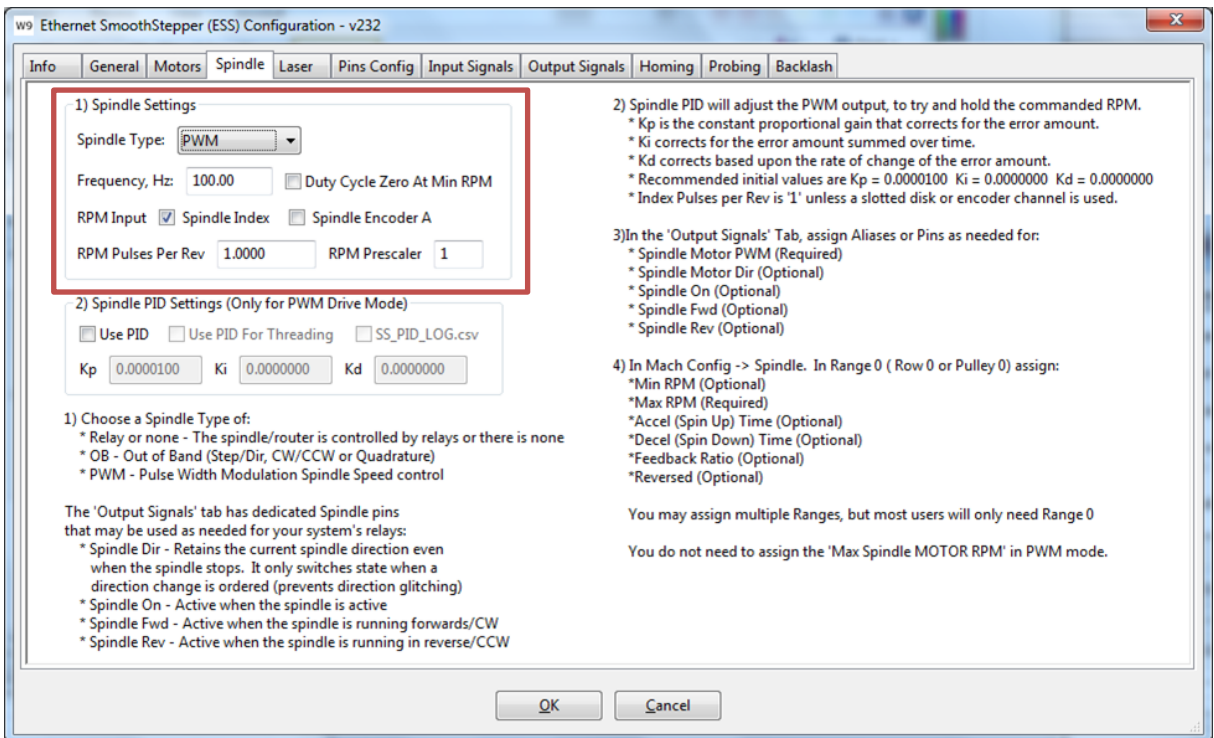 W9 Ethernet SmoothStepper (ESS) Configuration - v232
Info General Motors Spindle Laser Pins Config Input Signals Output Signals Homing Probing Backlash
1) Spindle Settings
Spindle Type: PWM
Frequency, Hz: 100.00 Duty Cycle Zero At Min RPM
RPM Input Spindle Index Spindle Encoder A
RPM Pulses Per Rev 1.0000 RPM Prescaler 1
2) Spindle PID Settings (Only for PWM Drive Mode)
Use PID Use PID For Threading SS_PID_LOG.csv
Kp 0.0000100 Ki 0.0000000 Kd 0.0000000
1) Choose a Spindle Type of:
* Relay or none - The spindle/router is controlled by relays or there is none
* OB - Out of Band (Step/Dir, CW/CCW or Quadrature)
* PWM - Pulse Width Modulation Spindle Speed control
The 'Output Signals' tab has dedicated Spindle pins
that may be used as needed for your system's relays:
* Spindle Dir - Retains the current spindle direction even
when the spindle stops. It only switches state when a
direction change is ordered (prevents direction glitching)
* Spindle On - Active when the spindle is active
* Spindle Fwd - Active when the spindle is running forwards/CW
* Spindle Rev - Active when the spindle is running in reverse/CCW
2) Spindle PID will adjust the PWM output, to try and hold the commanded RPM.
* Kp is the constant proportional gain that corrects for the error amount.
* Ki corrects for the error amount summed over time.
* Kd corrects based upon the rate of change of the error amount.
* Recommended initial values are Kp = 0.0000100 Ki = 0.0000000 Kd = 0.0000000
* Index Pulses per Rev is '1' unless a slotted disk or encoder channel is used.
3)In the 'Output Signals' Tab, assign Aliases or Pins as needed for:
* Spindle Motor PWM (Required)
* Spindle Motor Dir (Optional)
* Spindle On (Optional)
* Spindle Fwd (Optional)
* Spindle Rev (Optional)
4) In Mach Config -> Spindle. In Range 0 ( Row 0 or Pulley 0) assign:
*Min RPM (Optional)
*Max RPM (Required)
*Accel (Spin Up) Time (Optional)
*Decel (Spin Down) Time (Optional)
*Feedback Ratio (Optional)
*Reversed (Optional)
You may assign multiple Ranges, but most users will only need Range 0
You do not need to assign the 'Max Spindle MOTOR RPM' in PWM mode.
OK Cancel